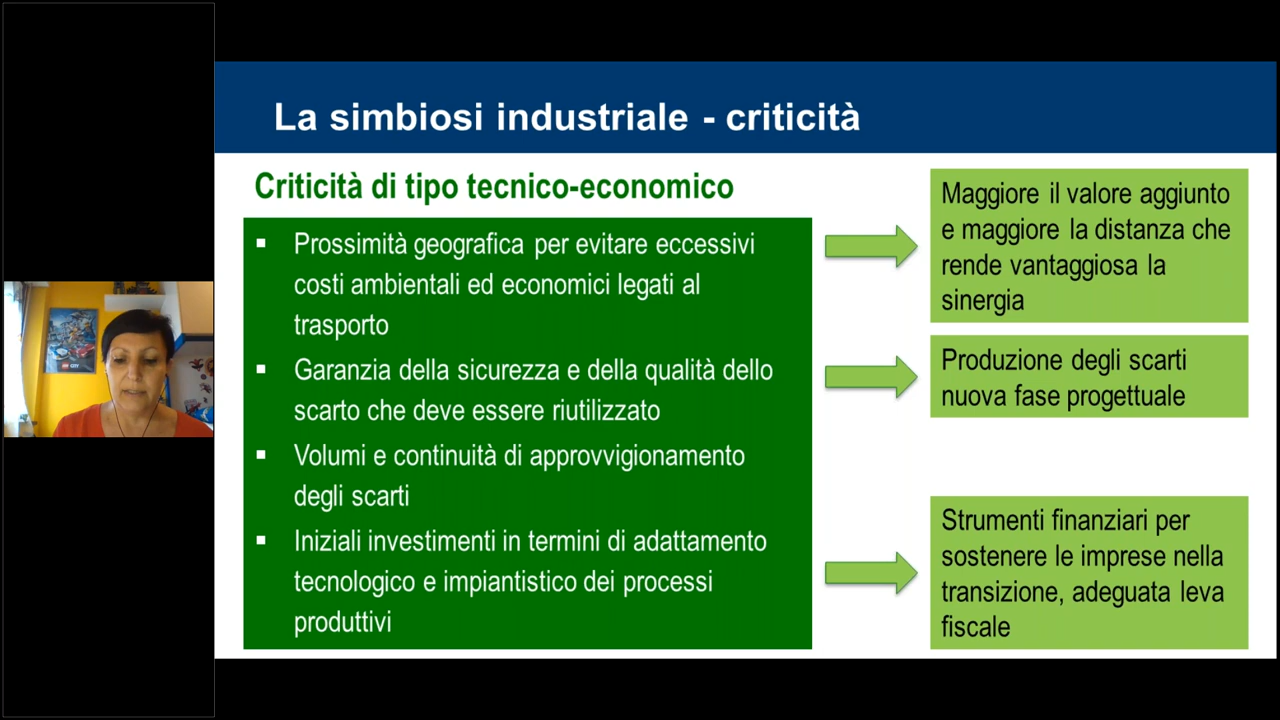 La simbiosi industriale - criticità
Criticità di tipo tecnico-economico
▪ Prossimità geografica per evitare eccessivi
costi ambientali ed economici legati al
trasporto
▪ Garanzia della sicurezza e della qualità dello
scarto che deve essere riutilizzato
▪ Volumi e continuità di approvvigionamento
degli scarti
▪ Iniziali investimenti in termini di adattamento
tecnologico e impiantistico dei processi
produttivi
Maggiore il valore aggiunto
e maggiore la distanza che
rende vantaggiosa la
sinergia
Produzione degli scarti
nuova fase progettuale
Strumenti finanziari per
sostenere le imprese nella
transizione, adeguata leva
fiscale